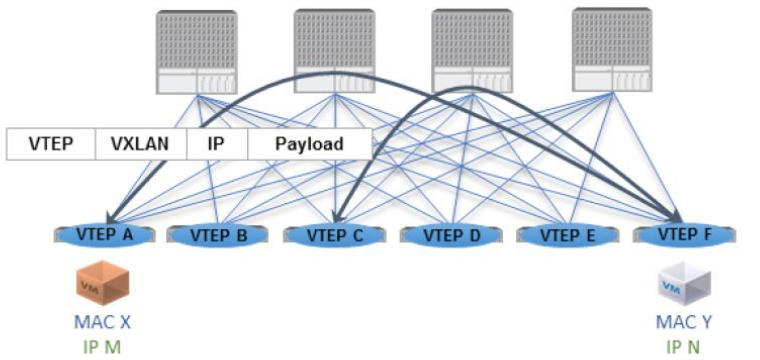 VTEP VXLAN IP Payload
VTEP A VTEP B VTEP C VTEP D VTEP E VTEP F
VM VM
MAC X MAC Y
IP M IP N